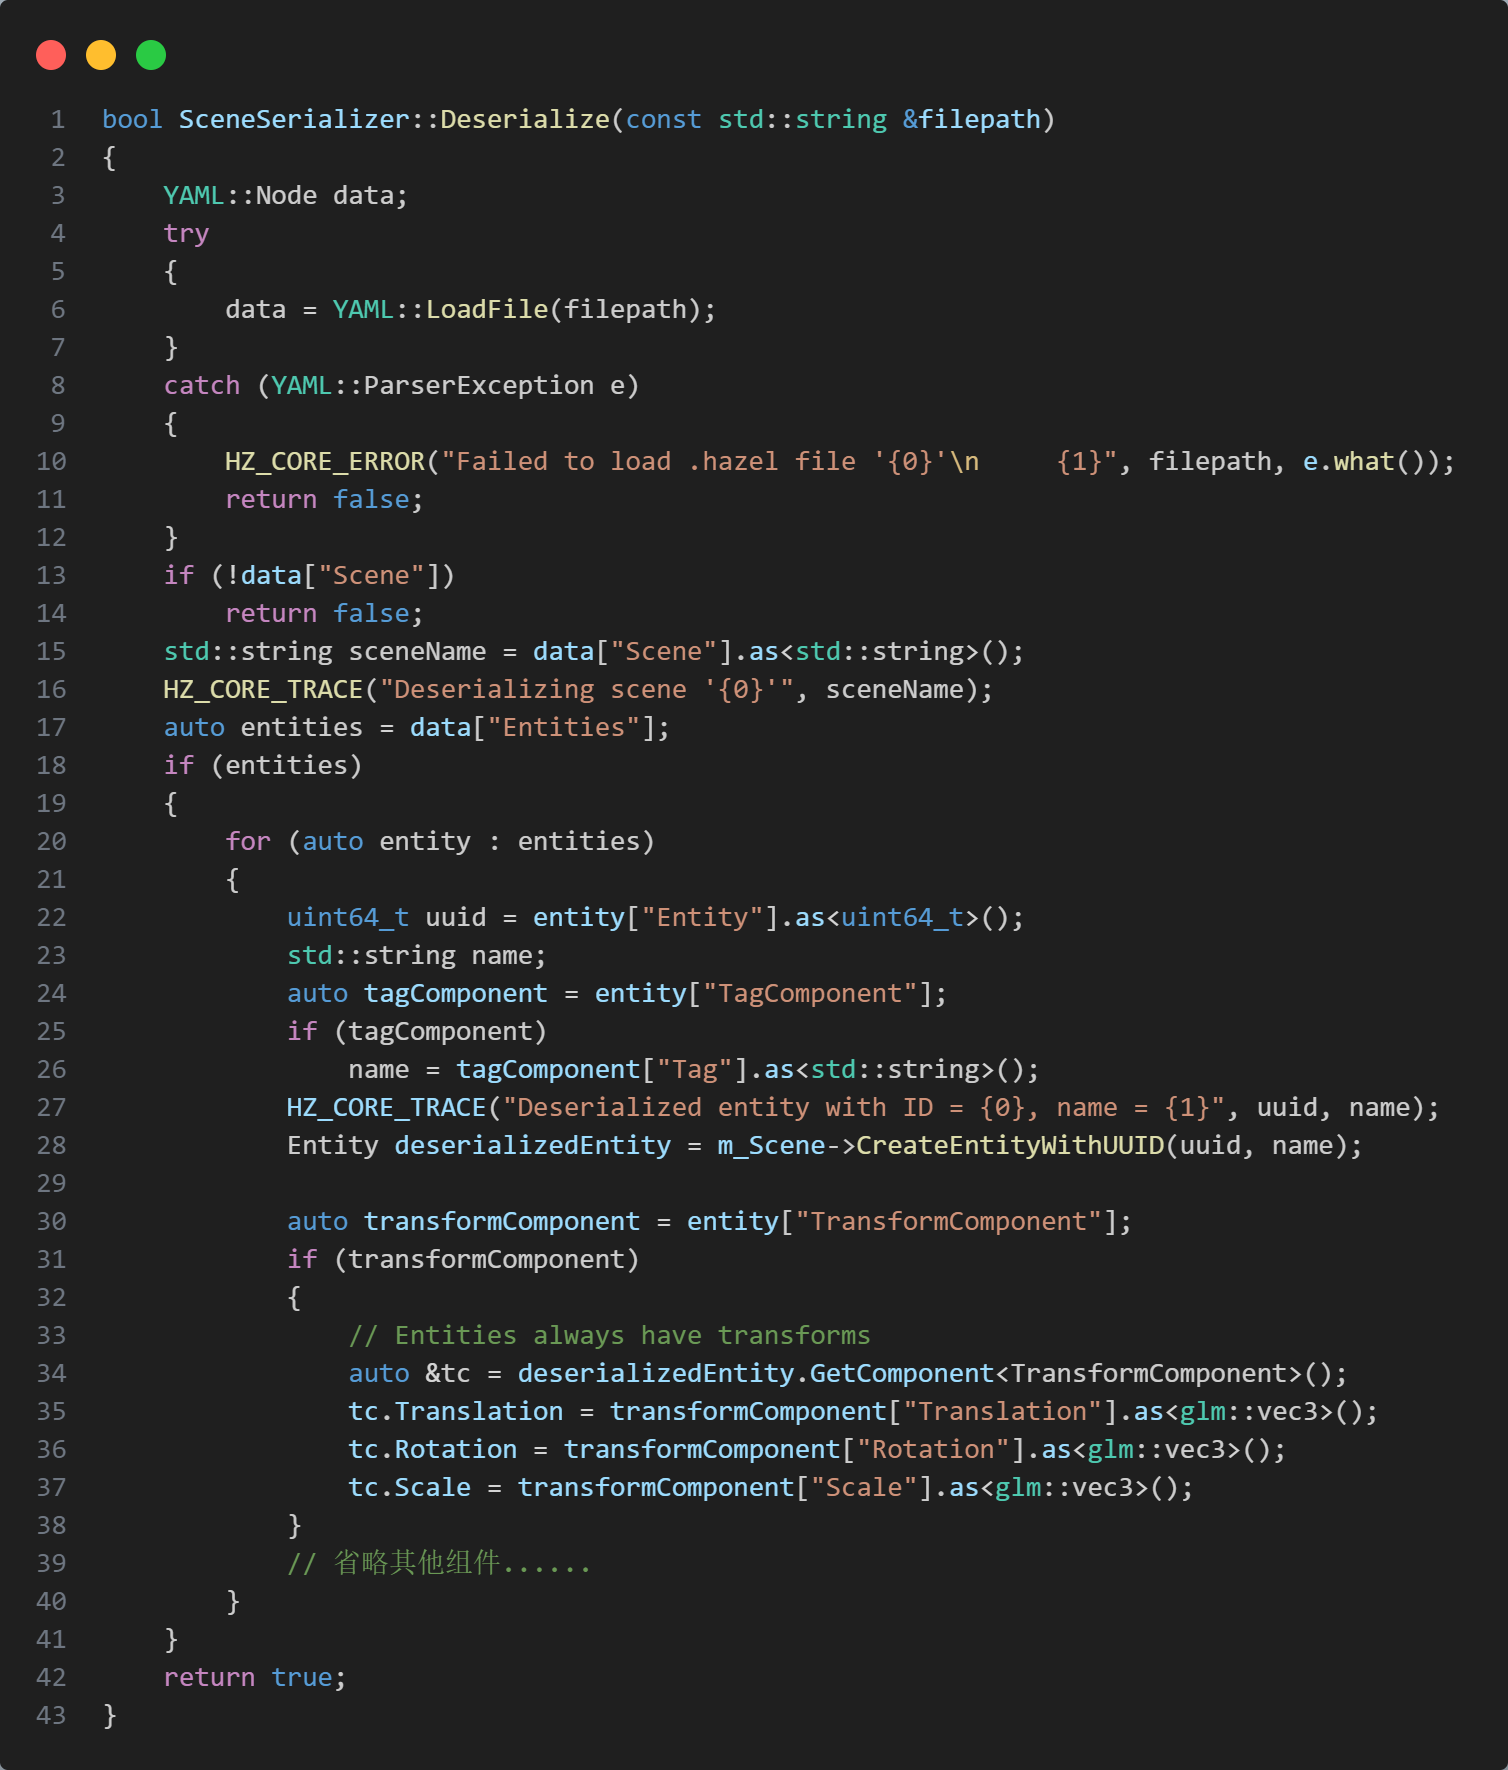 1 bool SceneSerializer::Deserialize(const std::string &filepath)
2 {
3     YAML::Node data;
4     try
5     {
6         data = YAML::LoadFile(filepath);
7     }
8     catch (YAML::ParserException e)
9     {
10         HZ_CORE_ERROR("Failed to load .hazel file '{0}'\n     {1}", filepath, e.what());
11         return false;
12     }
13     if (!data["Scene"])
14         return false;
15     std::string sceneName = data["Scene"].as<std::string>();
16     HZ_CORE_TRACE("Deserializing scene '{0}'", sceneName);
17     auto entities = data["Entities"];
18     if (entities)
19     {
20         for (auto entity : entities)
21         {
22             uint64_t uuid = entity["Entity"].as<uint64_t>();
23             std::string name;
24             auto tagComponent = entity["TagComponent"];
25             if (tagComponent)
26                 name = tagComponent["Tag"].as<std::string>();
27             HZ_CORE_TRACE("Deserialized entity with ID = {0}, name = {1}", uuid, name);
28             Entity deserializedEntity = m_Scene->CreateEntityWithUUID(uuid, name);
29
30             auto transformComponent = entity["TransformComponent"];
31             if (transformComponent)
32             {
33                 // Entities always have transforms
34                 auto &tc = deserializedEntity.GetComponent<TransformComponent>();
35                 tc.Translation = transformComponent["Translation"].as<glm::vec3>();
36                 tc.Rotation = transformComponent["Rotation"].as<glm::vec3>();
37                 tc.Scale = transformComponent["Scale"].as<glm::vec3>();
38             }
39             // 省略其他组件......
40         }
41     }
42     return true;
43 }